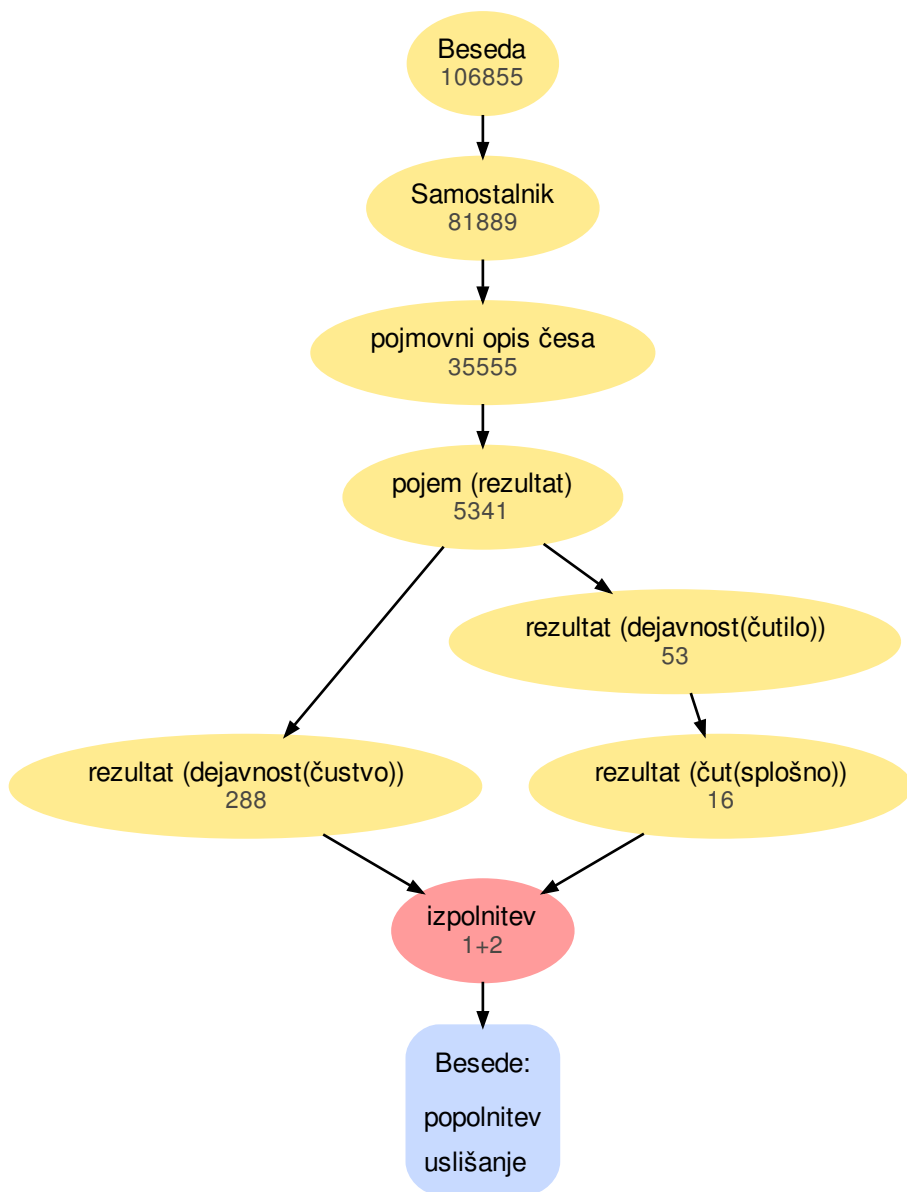 Beseda
106855
Samostalnik
81889
pojmovni opis česa
35555
pojem (rezultat)
5341
rezultat (dejavnost(čutilo))
53
rezultat (dejavnost(čustvo))
288
rezultat (čut(splošno))
16
izpolnitev
1+2
Besede:
popolnitev
uslišanje